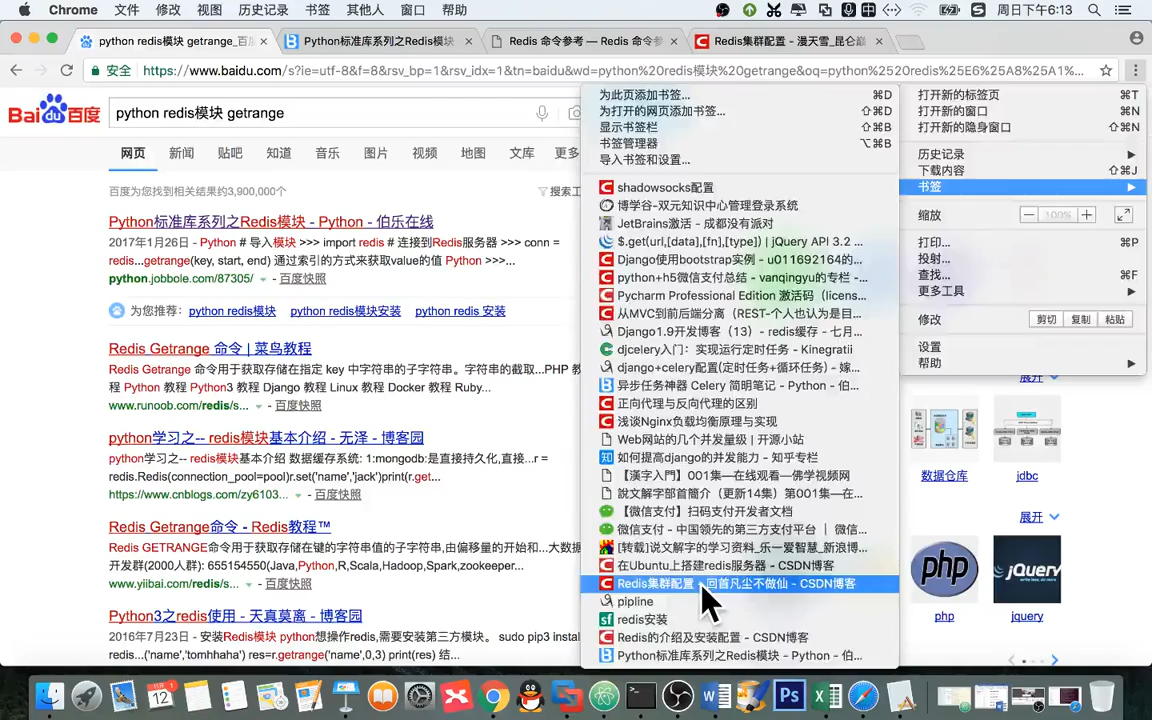 Chrome 文件 修改 视图 历史记录 书签 其他人 窗口 帮助 周日下午6:13
python redis模块 getrange_百 Python标准库系列之Redis模块 Redis 命令参考 — Redis 命令参 Redis集群配置 - 漫天雪_昆仑巅
安全 https://www.baidu.com/s?ie=utf-8&f=8&rsv_bp=1&rsv_idx=1&tn=baidu&wd=python%20redis模块%20getrange&oq=python%2520redis%25E6%25A8%25A1%...
Bai du 百度 python redis模块 getrange
网页 新闻 贴吧 知道 音乐 图片 视频 地图 文库 更多
百度为您找到相关结果约3,900,000个 搜索工
Python标准库系列之Redis模块 - Python - 伯乐在线
2017年1月26日 - Python # 导入模块 >>> import redis # 连接到Redis服务器 >>> conn =
redis...getrange(key, start, end) 通过索引的方式来获取value的值 Python >>>...
python.jobbole.com/87305/ - 百度快照
为您推荐: python redis模块 python redis模块安装 python redis 安装
Redis Getrange 命令 | 菜鸟教程
Redis Getrange 命令用于获取存储在指定 key 中字符串的子字符串。字符串的截取...PHP 教
程 Python 教程 Python3 教程 Django 教程 Linux 教程 Docker 教程 Ruby...
www.runoob.com/redis/s... - 百度快照
python学习之-- redis模块基本介绍 - 无泽 - 博客园
python学习之-- redis模块基本介绍 数据缓存系统: 1:mongodb:是直接持久化,直接...r =
redis.Redis(connection_pool=pool)r.set('name','jack')print(r.get...
https://www.cnblogs.com/zy6103... - 百度快照
Redis Getrange命令 - Redis教程™
Redis GETRANGE命令用于获取存储在键的字符串值的子字符串,由偏移量的开始和...大数据
开发群(2000人群): 655154550(Java,Python,R,Scala,Hadoop,Spark,zookeeper...
www.yiibai.com/redis/s... - 百度快照
Python3之redis使用 - 天真莫离 - 博客园
2016年7月23日 - 安装Redis模块 python想操作redis,需要安装第三方模块。 sudo pip3 instal
redis...('name','tomhhaha') res=r.getrange('name',0,3) print(res) 结...
为此页添加书签... ⌘D
为打开的网页添加书签... ⇧⌘D
显示书签栏 ⇧⌘B
书签管理器 ⌥⌘B
导入书签和设置...
shadowsocks配置
博学谷-双元知识中心管理登录系统
JetBrains激活 - 成都没有派对
$.get(url,[data],[fn],[type]) | jQuery API 3.2 ...
Django使用bootstrap实例. - u011692164的...
python+h5微信支付总结 - vanqingyu的专栏 -...
Pycharm Professional Edition 激活码（licens...
从MVC到前后端分离（REST-个人也认为是目...
Django1.9开发博客（13）- redis缓存 - 七月...
djcelery入门：实现运行定时任务 - Kinegratii
django+celery配置(定时任务+循环任务) - 嫁...
异步任务神器 Celery 简明笔记 - Python - 伯...
正向代理与反向代理的区别
浅谈Nginx负载均衡原理与实现
Web网站的几个并发量级 | 开源小站
如何提高django的并发能力 - 知乎专栏
【漢字入門】001集—在线观看—佛学视频网
說文解字部首簡介（更新14集）第001集—在...
【微信支付】扫码支付开发者文档
微信支付 - 中国领先的第三方支付平台 ｜ 微信...
[转载]说文解字的学习资料_乐一爱智慧_新浪博...
在Ubuntu上搭建redis服务器 - CSDN博客
Redis集群配置 - 回首凡尘不做仙 - CSDN博客
pipline
redis安装
Redis的介绍及安装配置 - CSDN博客
Python标准库系列之Redis模块 - Python - 伯...
打开新的标签页 ⌘T
打开新的窗口 ⌘N
打开新的隐身窗口 ⇧⌘N
历史记录
下载内容 ⇧⌘J
书签
缩放 100%
打印... ⌘P
投射...
查找... ⌘F
更多工具
修改 剪切 复制 粘贴
设置
帮助
展开
数据仓库 jdbc
展开
php jQuery
php jquery